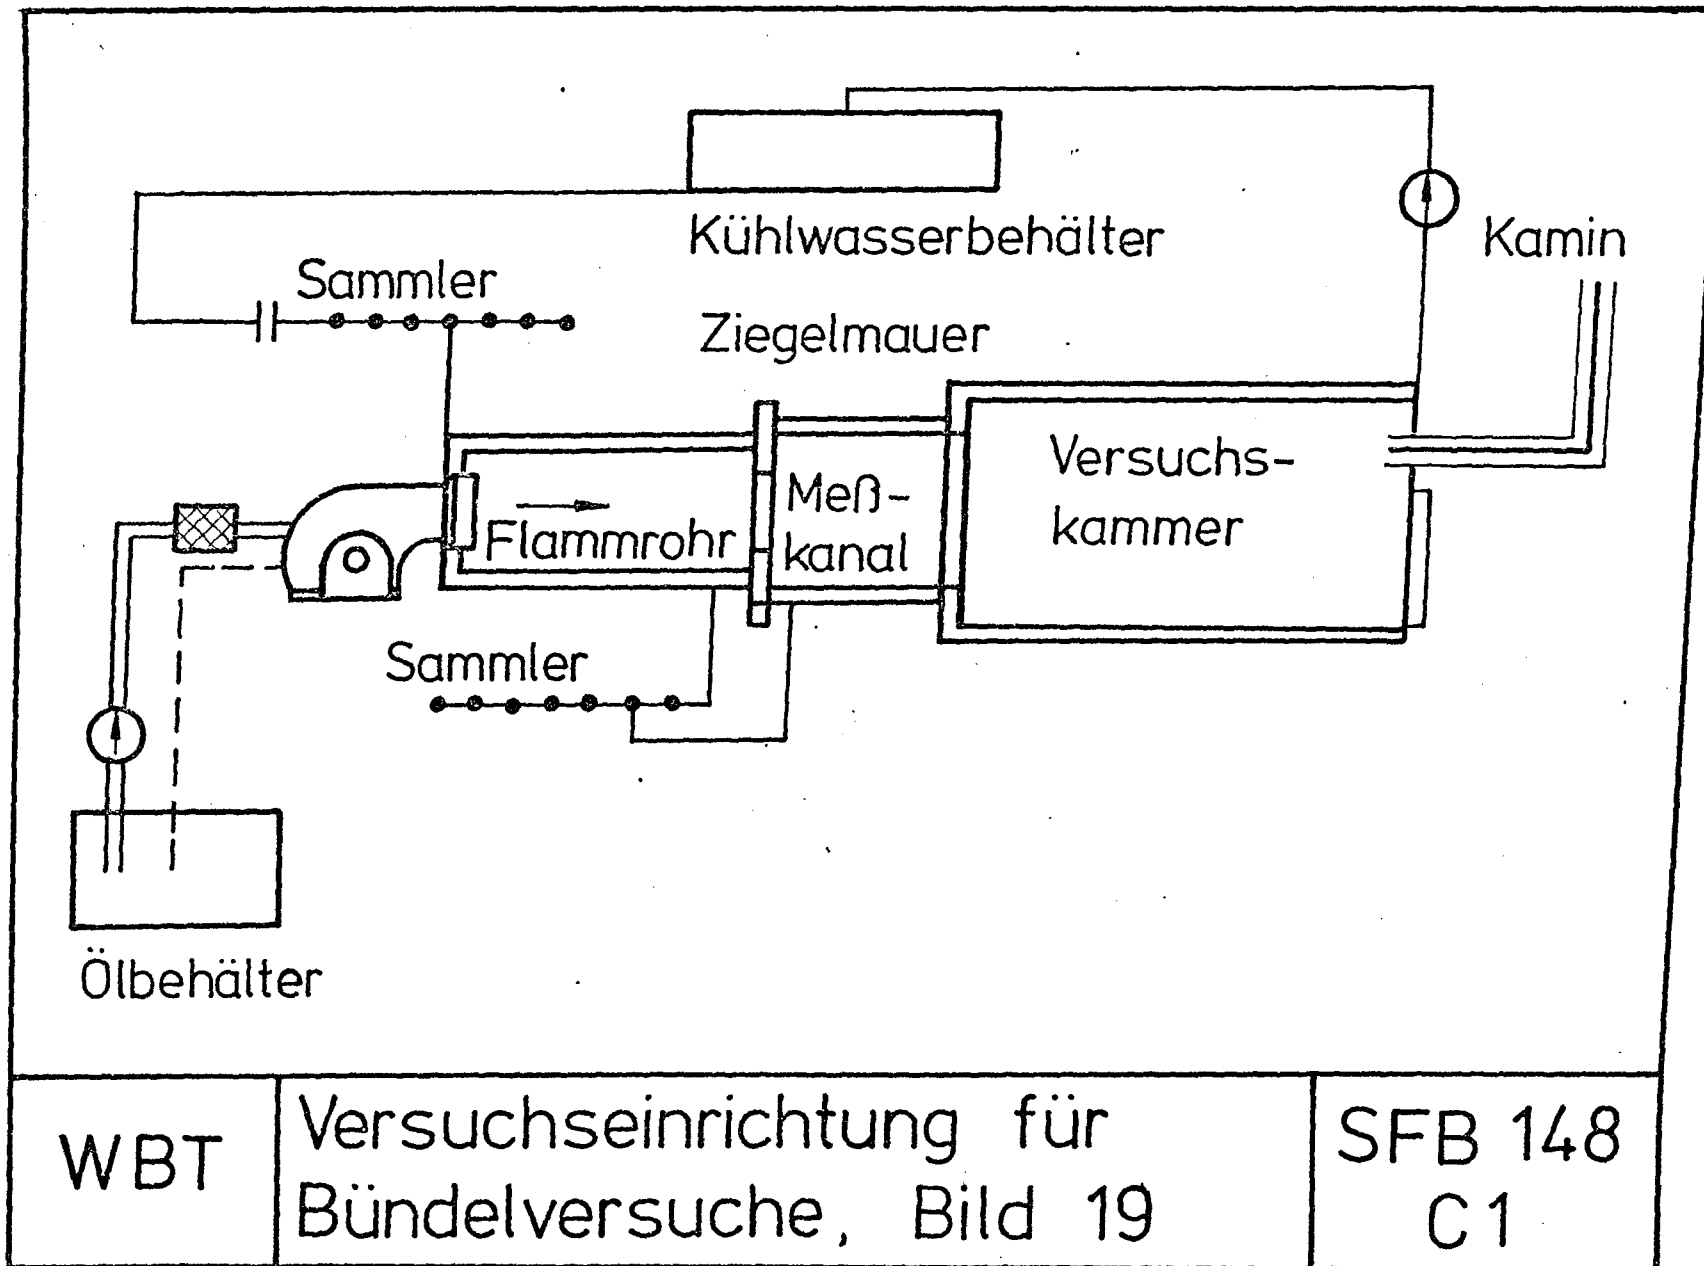 Kühlwasserbehälter
Kamin
Sammler
Ziegelmauer
Versuchs-
kammer
Meß-
kanal
Flammrohr
Sammler
Ölbehälter
WBT
Versuchseinrichtung für
Bündelversuche, Bild 19
SFB 148
C1